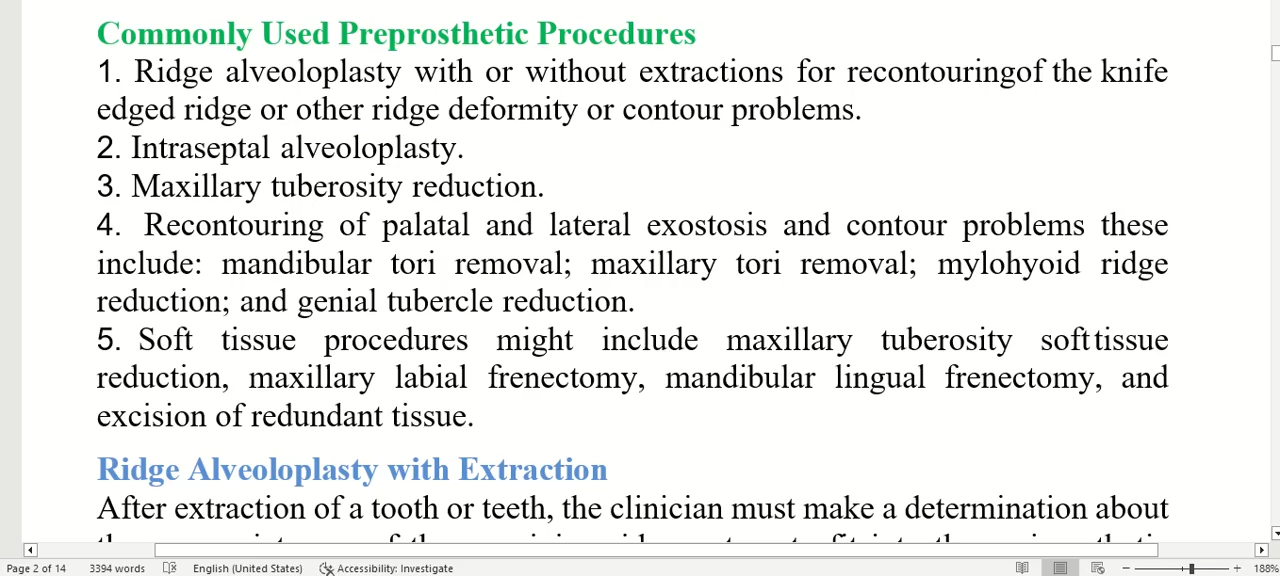 Commonly Used Preprosthetic Procedures
1. Ridge alveoloplasty with or without extractions for recontouringof the knife
edged ridge or other ridge deformity or contour problems.
2. Intraseptal alveoloplasty.
3. Maxillary tuberosity reduction.
4. Recontouring of palatal and lateral exostosis and contour problems these
include: mandibular tori removal; maxillary tori removal; mylohyoid ridge
reduction; and genial tubercle reduction.
5. Soft tissue procedures might include maxillary tuberosity softtissue
reduction, maxillary labial frenectomy, mandibular lingual frenectomy, and
excision of redundant tissue.
Ridge Alveoloplasty with Extraction
After extraction of a tooth or teeth, the clinician must make a determination about
Page 2 of 14 3394 words English (United States) Accessibility: Investigate 188%